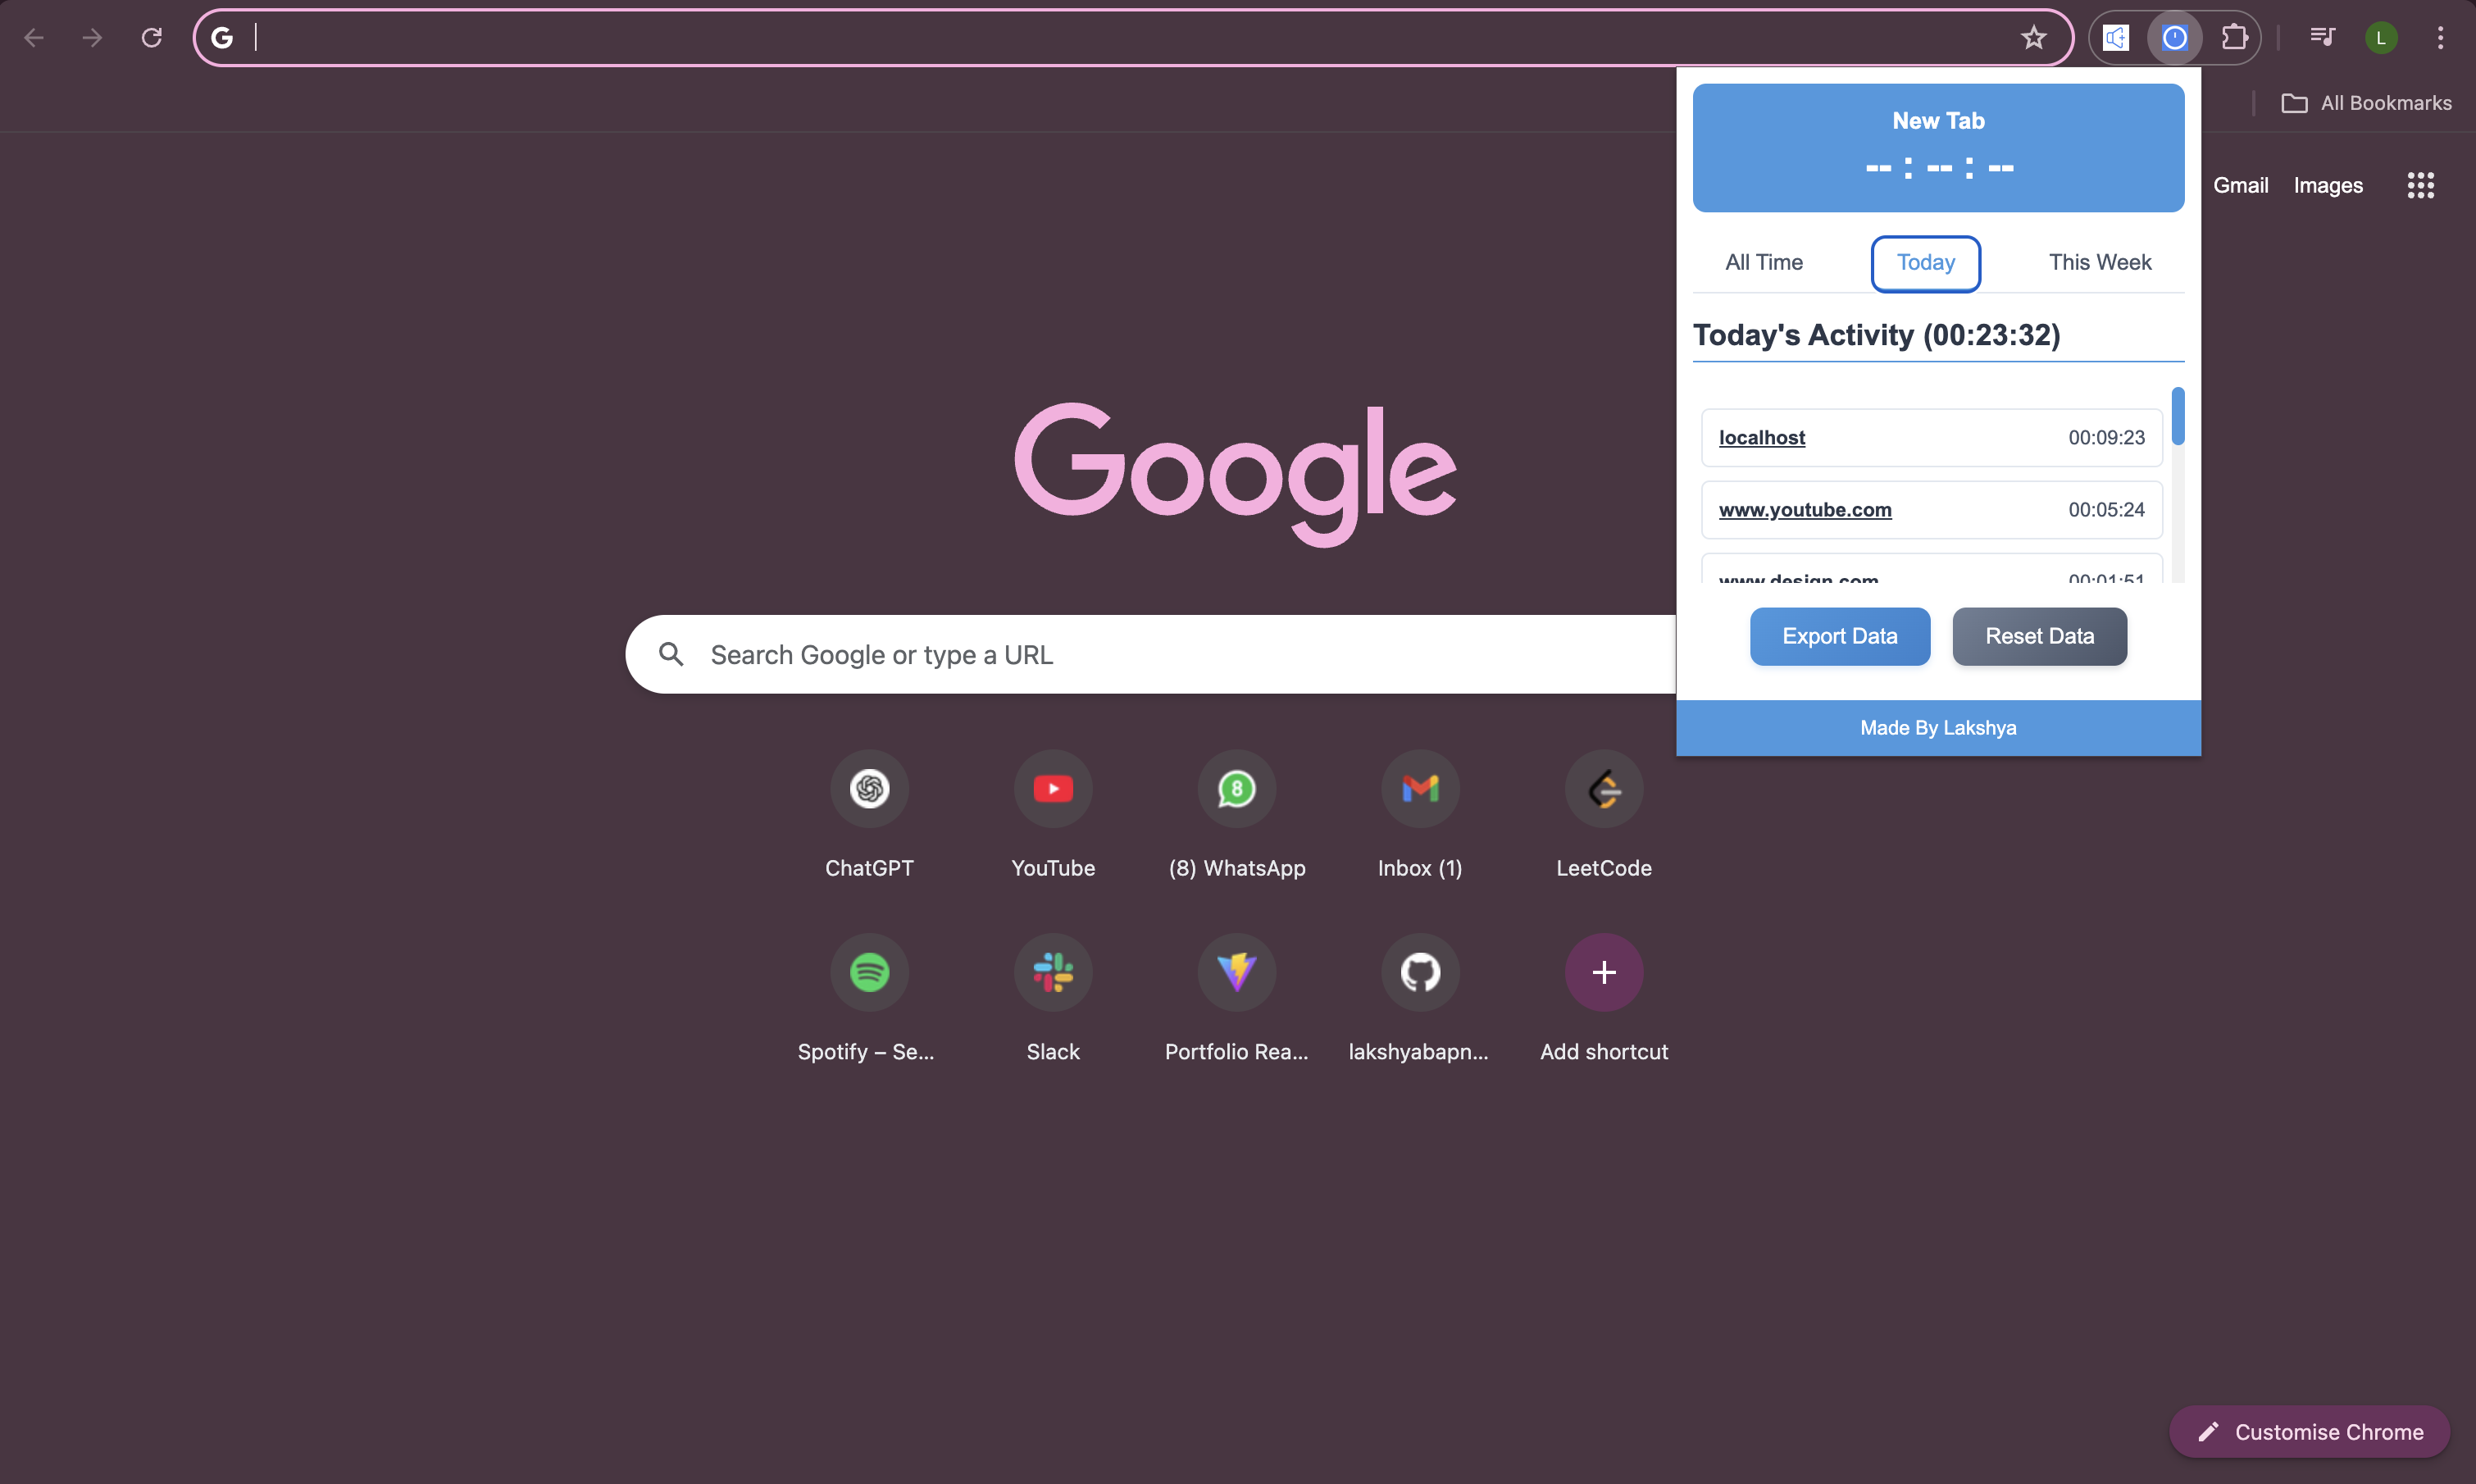 L
All Bookmarks
New Tab
-- : -- : --
Gmail Images
All Time Today This Week
Today's Activity (00:23:32)
localhost 00:09:23
www.youtube.com 00:05:24
www.design.com 00:01:51
Export Data Reset Data
Made By Lakshya
Google
Search Google or type a URL
8
ChatGPT YouTube (8) WhatsApp Inbox (1) LeetCode
Spotify – Se... Slack Portfolio Rea... lakshyabapn... Add shortcut
Customise Chrome